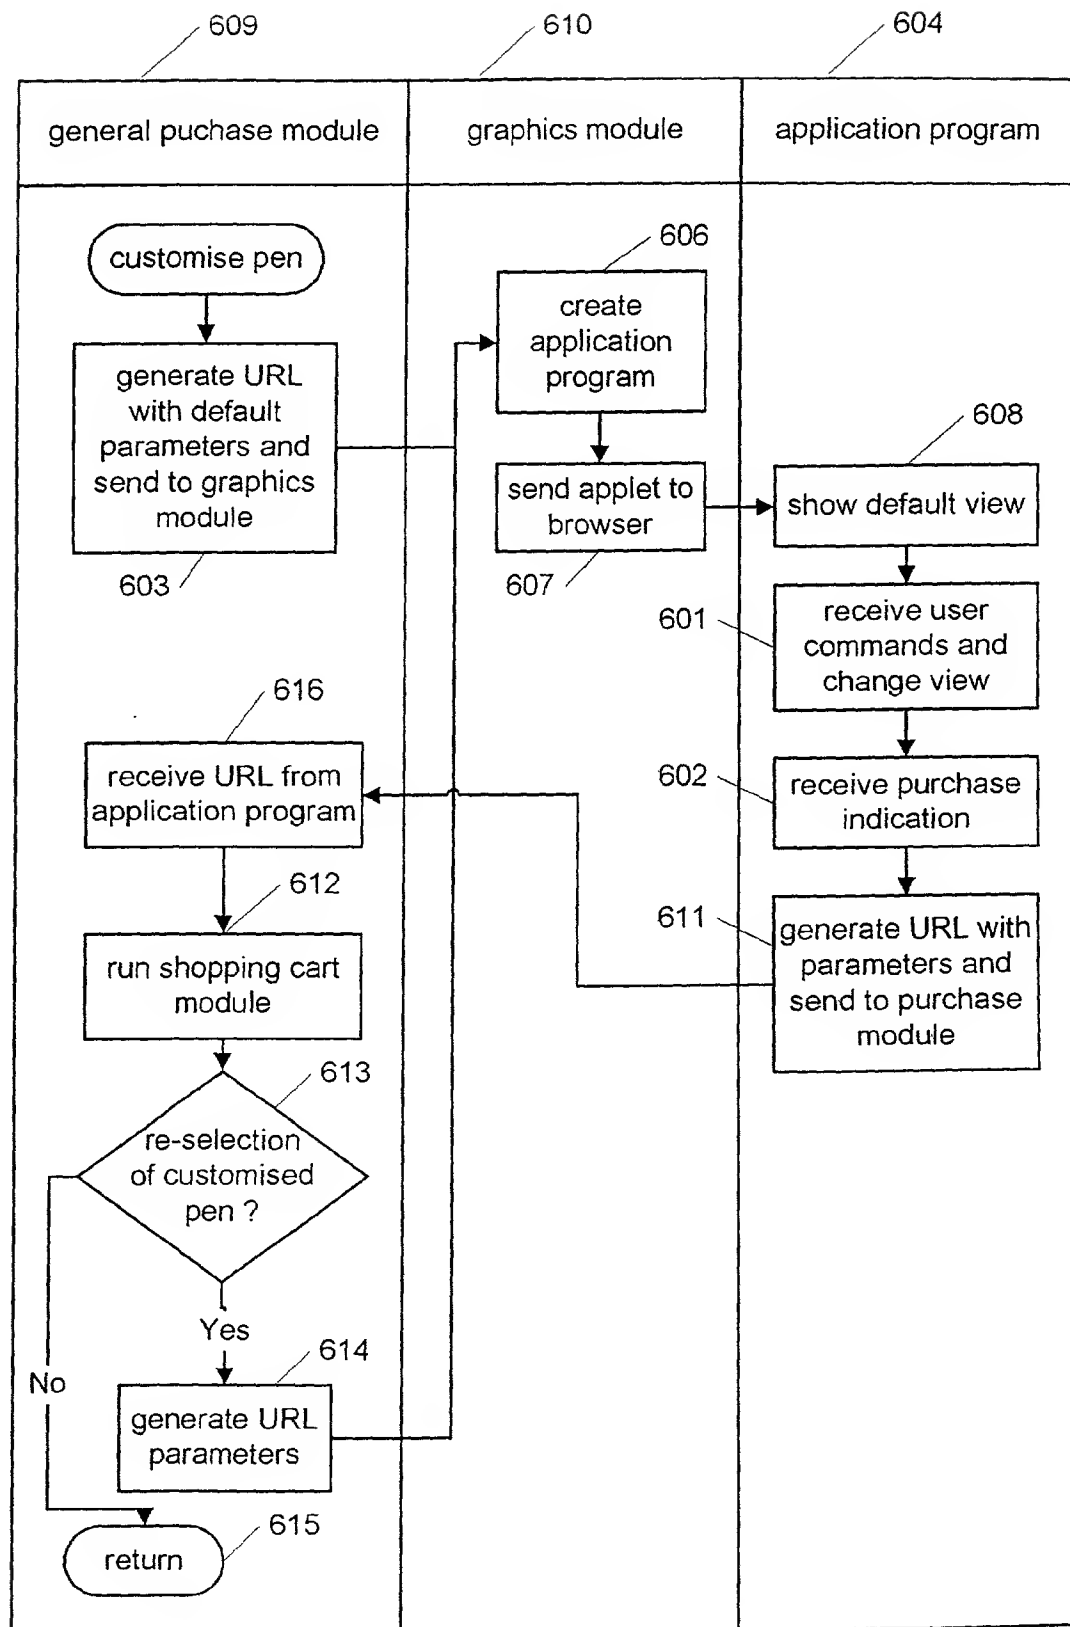 609
610
604
general puchase module
graphics module
application program
customise pen
generate URL
with default
parameters and
send to graphics
module
603
606
create
application
program
send applet to
browser
607
608
show default view
601
receive user
commands and
change view
602
receive purchase
indication
611
generate URL with
parameters and
send to purchase
module
616
receive URL from
application program
612
run shopping cart
module
613
re-selection
of customised
pen ?
Yes
No
614
generate URL
parameters
615
return